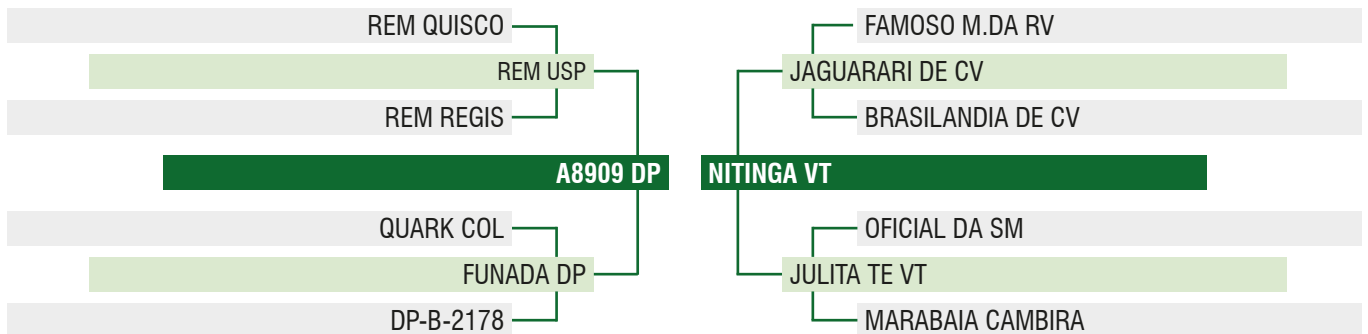 REM QUISCO
REM USP
REM REGIS
A8909 DP
QUARK COL
FUNADA DP
DP-B-2178
FAMOSO M.DA RV
JAGUARARI DE CV
BRASILANDIA DE CV
NITINGA VT
OFICIAL DA SM
JULITA TE VT
MARABAIA CAMBIRA